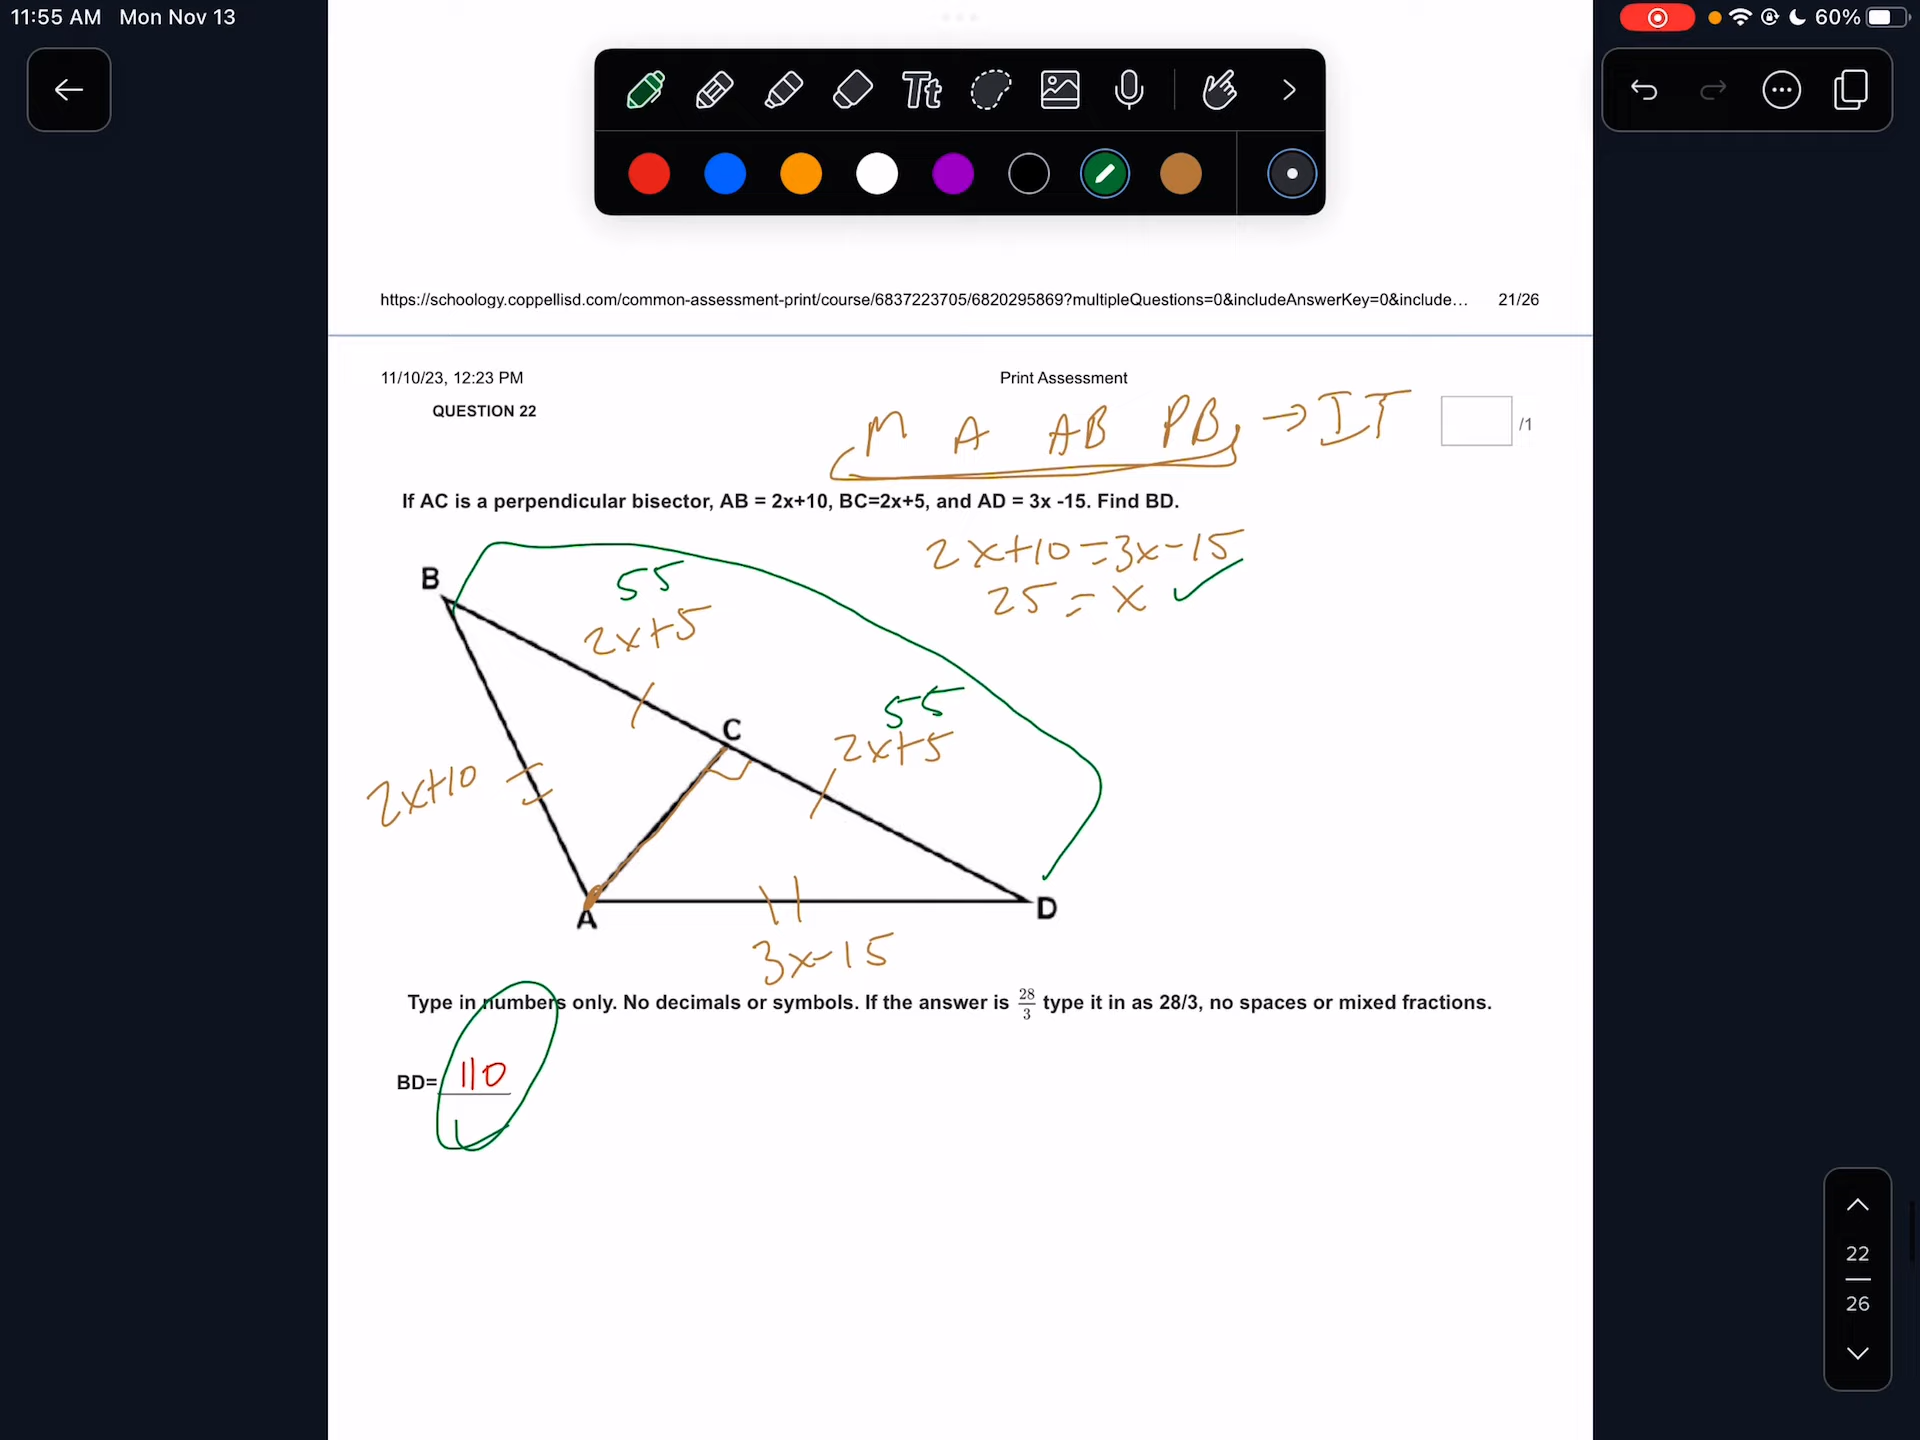 11:55 AM Mon Nov 13
60%
Tt
https://schoology.coppellisd.com/common-assessment-print/course/6837223705/6820295869?multipleQuestions=0&includeAnswerKey=0&include… 21/26
11/10/23, 12:23 PM Print Assessment
QUESTION 22
M A AB PB → IT
/1
If AC is a perpendicular bisector, AB = 2x+10, BC=2x+5, and AD = 3x -15. Find BD.
2x+10=3x-15
25=x
B
55
2x+5
C
55
2x+5
2x+10
A
D
3x-15
Type in numbers only. No decimals or symbols. If the answer is 28/3 type it in as 28/3, no spaces or mixed fractions.
BD= 110
22
26